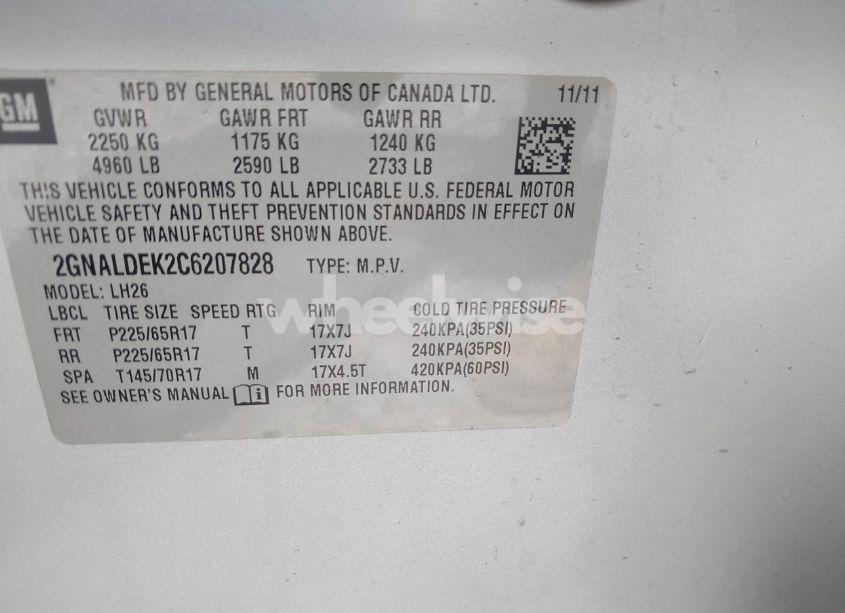 GM
MFD BY GENERAL MOTORS OF CANADA LTD. 11/11
GVWR GAWR FRT GAWR RR
2250 KG 1175 KG 1240 KG
4960 LB 2590 LB 2733 LB
THIS VEHICLE CONFORMS TO ALL APPLICABLE U.S. FEDERAL MOTOR
VEHICLE SAFETY AND THEFT PREVENTION STANDARDS IN EFFECT ON
THE DATE OF MANUFACTURE SHOWN ABOVE.
2GNALDEK2C6207828 TYPE: M.P.V.
MODEL: LH26
wheelwise
LBCL TIRE SIZE SPEED RTG RIM COLD TIRE PRESSURE
FRT P225/65R17 T 17X7J 240KPA(35PSI)
RR P225/65R17 T 17X7J 240KPA(35PSI)
SPA T145/70R17 M 17X4.5T 420KPA(60PSI)
SEE OWNER'S MANUAL i FOR MORE INFORMATION.